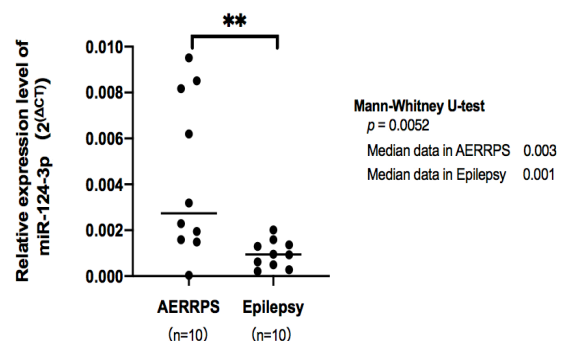 **
Relative expression level of
miR-124-3p (2^(ΔCT))
0.010
0.008
0.006
0.004
0.002
0.000
AERRPS
(n=10)
Epilepsy
(n=10)
Mann-Whitney U-test
p = 0.0052
Median data in AERRPS 0.003
Median data in Epilepsy 0.001